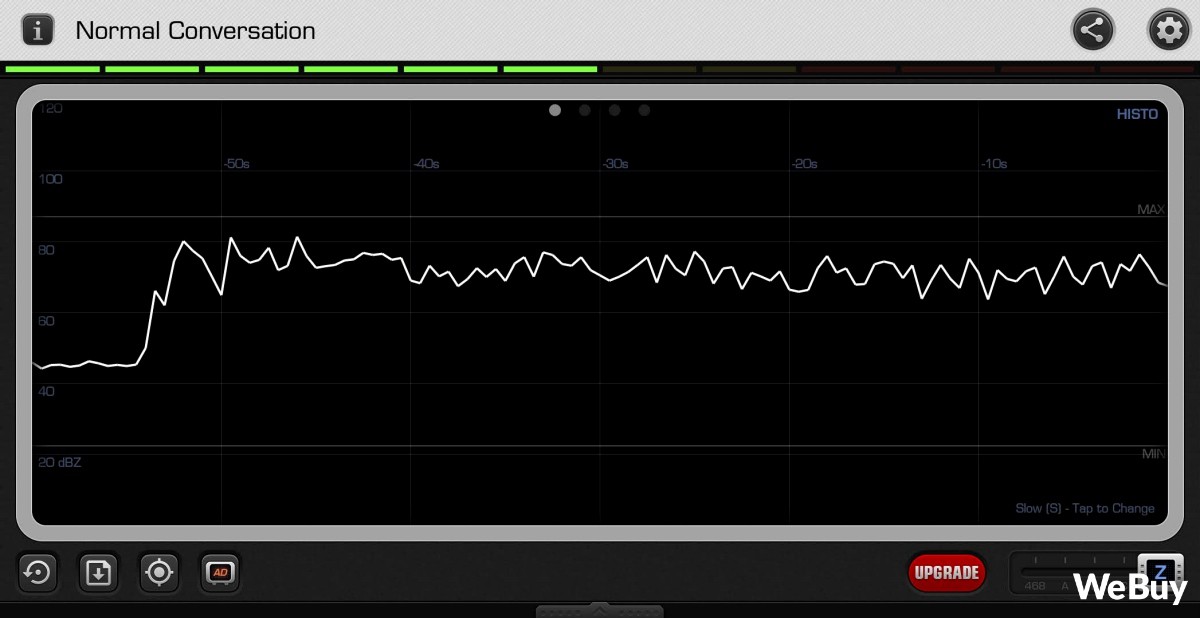 Normal Conversation
120
HISTO
-50s
-40s
-30s
-20s
-10s
100
MAX
80
60
40
20 dBZ
MIN
Slow (S) - Tap to Change
AD
UPGRADE
468 A
Z
WeBuy